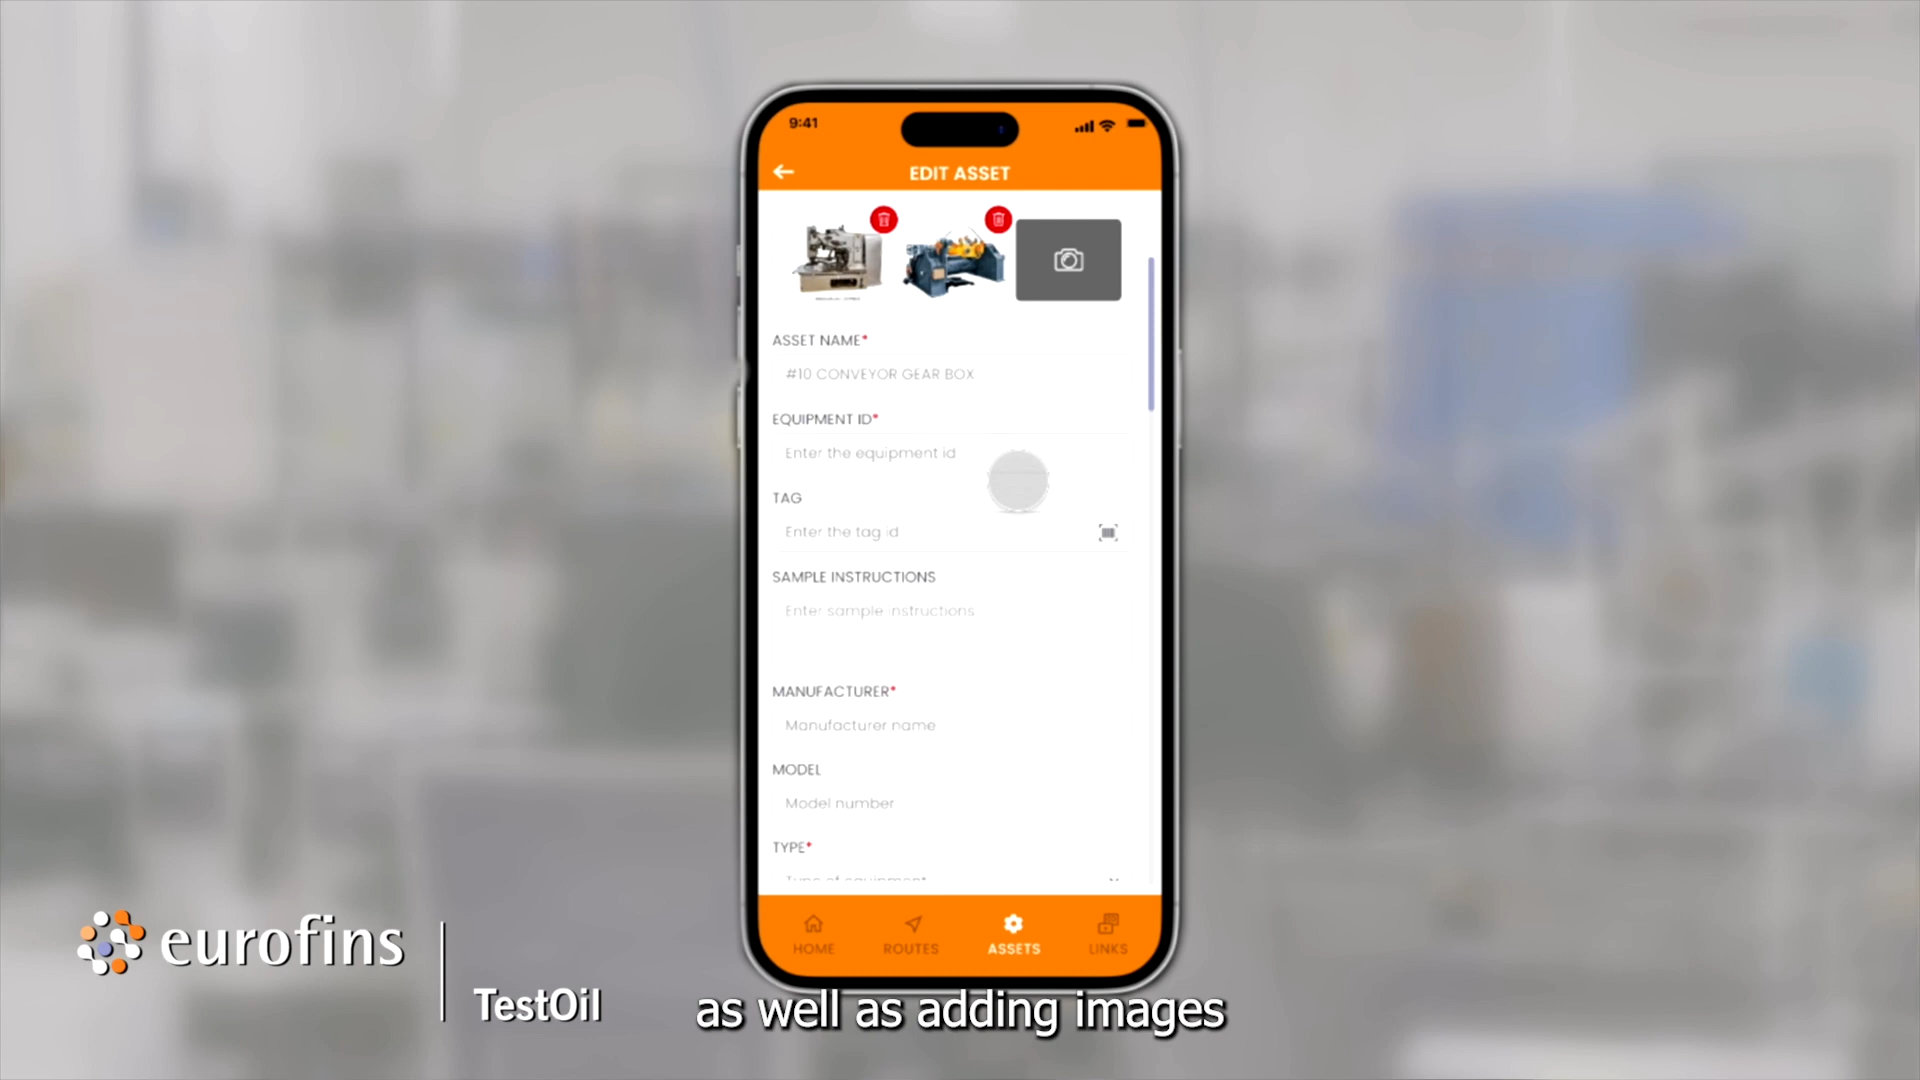 9:41
EDIT ASSET
ASSET NAME*
#10 CONVEYOR GEAR BOX
EQUIPMENT ID*
Enter the equipment id
TAG
Enter the tag id
SAMPLE INSTRUCTIONS
Enter sample instructions
MANUFACTURER*
Manufacturer name
MODEL
Model number
TYPE*
Type of equipment
HOME ROUTES ASSETS LINKS
eurofins
TestOil
as well as adding images